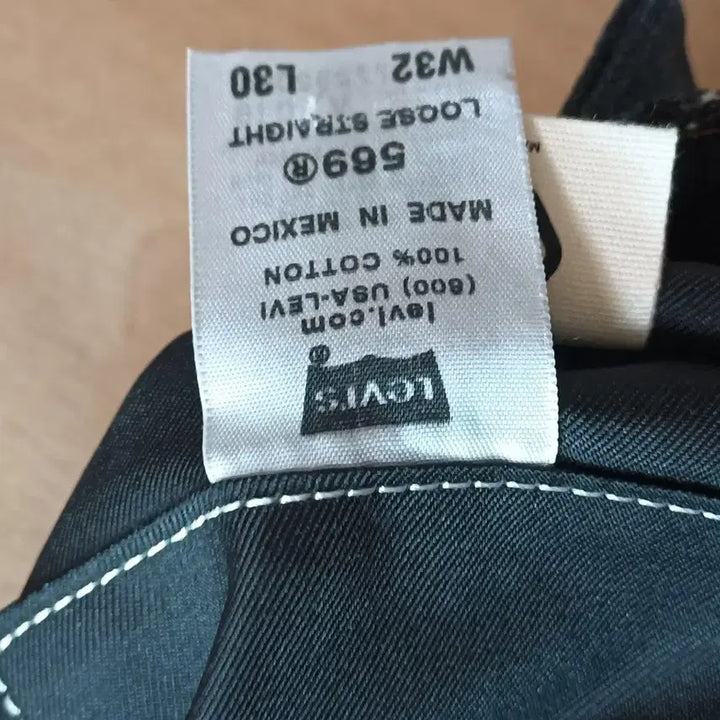 Levi's
®
levi.com
(800) USA-LEVI
100% COTTON
MADE IN MEXICO
569®
LOOSE STRAIGHT
W32 L30